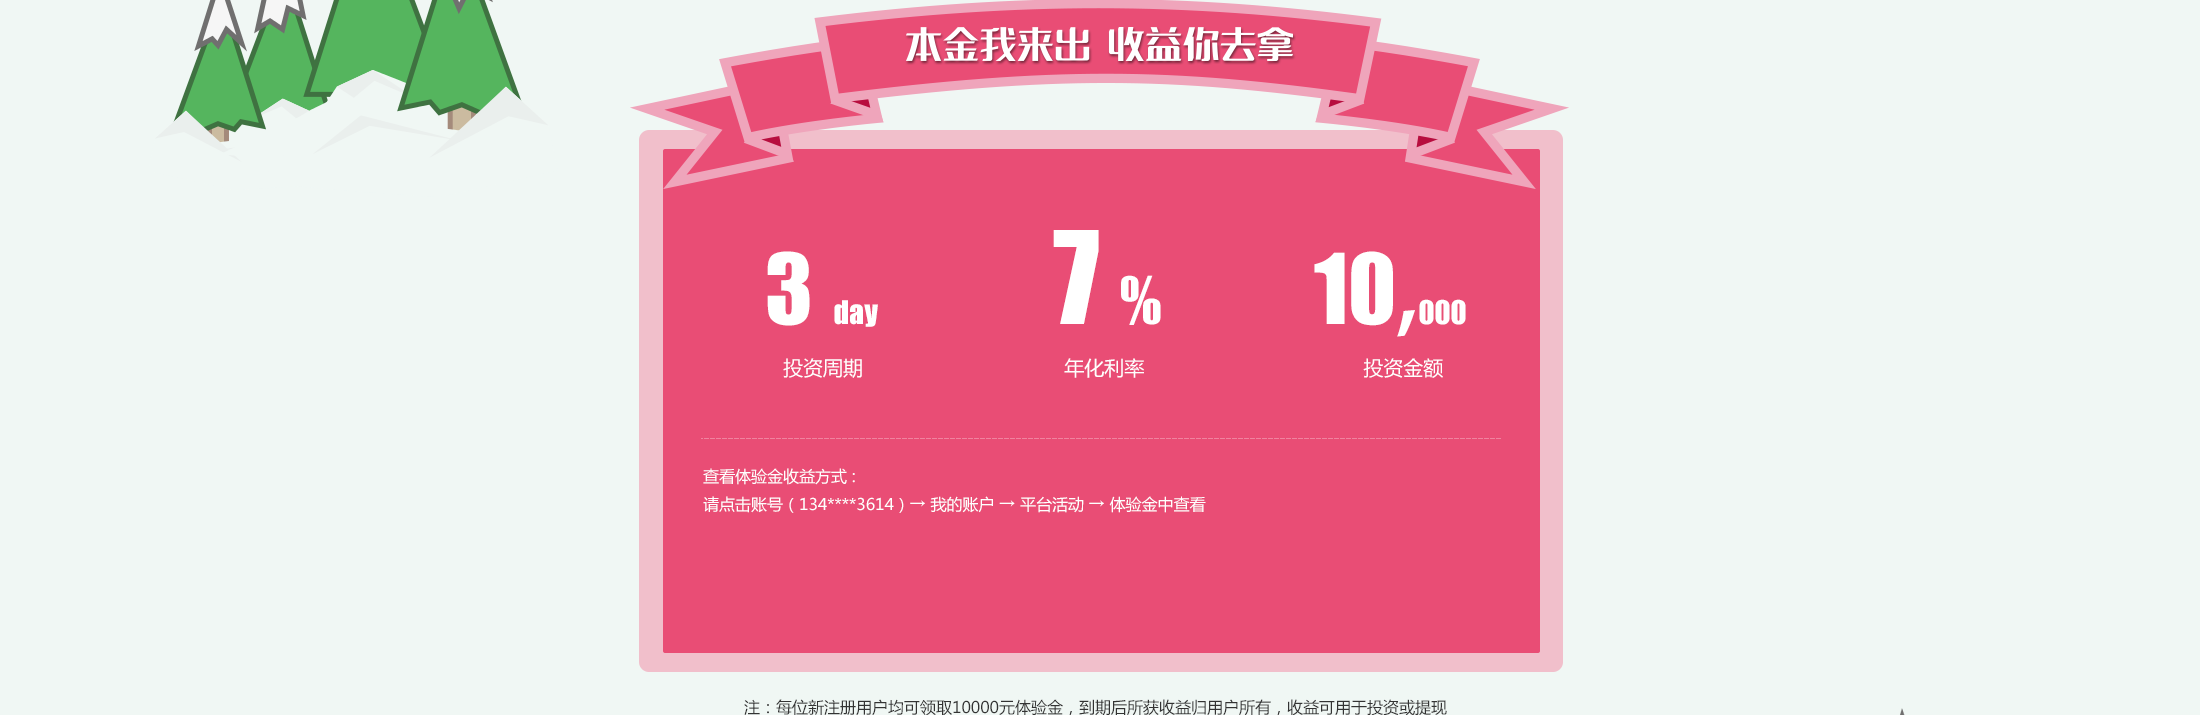 本金我来出 收益你去拿
3 day 7 % 10,000
投资周期 年化利率 投资金额
查看体验金收益方式：
请点击账号（134****3614）→ 我的账户 → 平台活动 → 体验金中查看
注：每位新注册用户均可领取10000元体验金，到期后所获收益归用户所有，收益可用于投资或提现